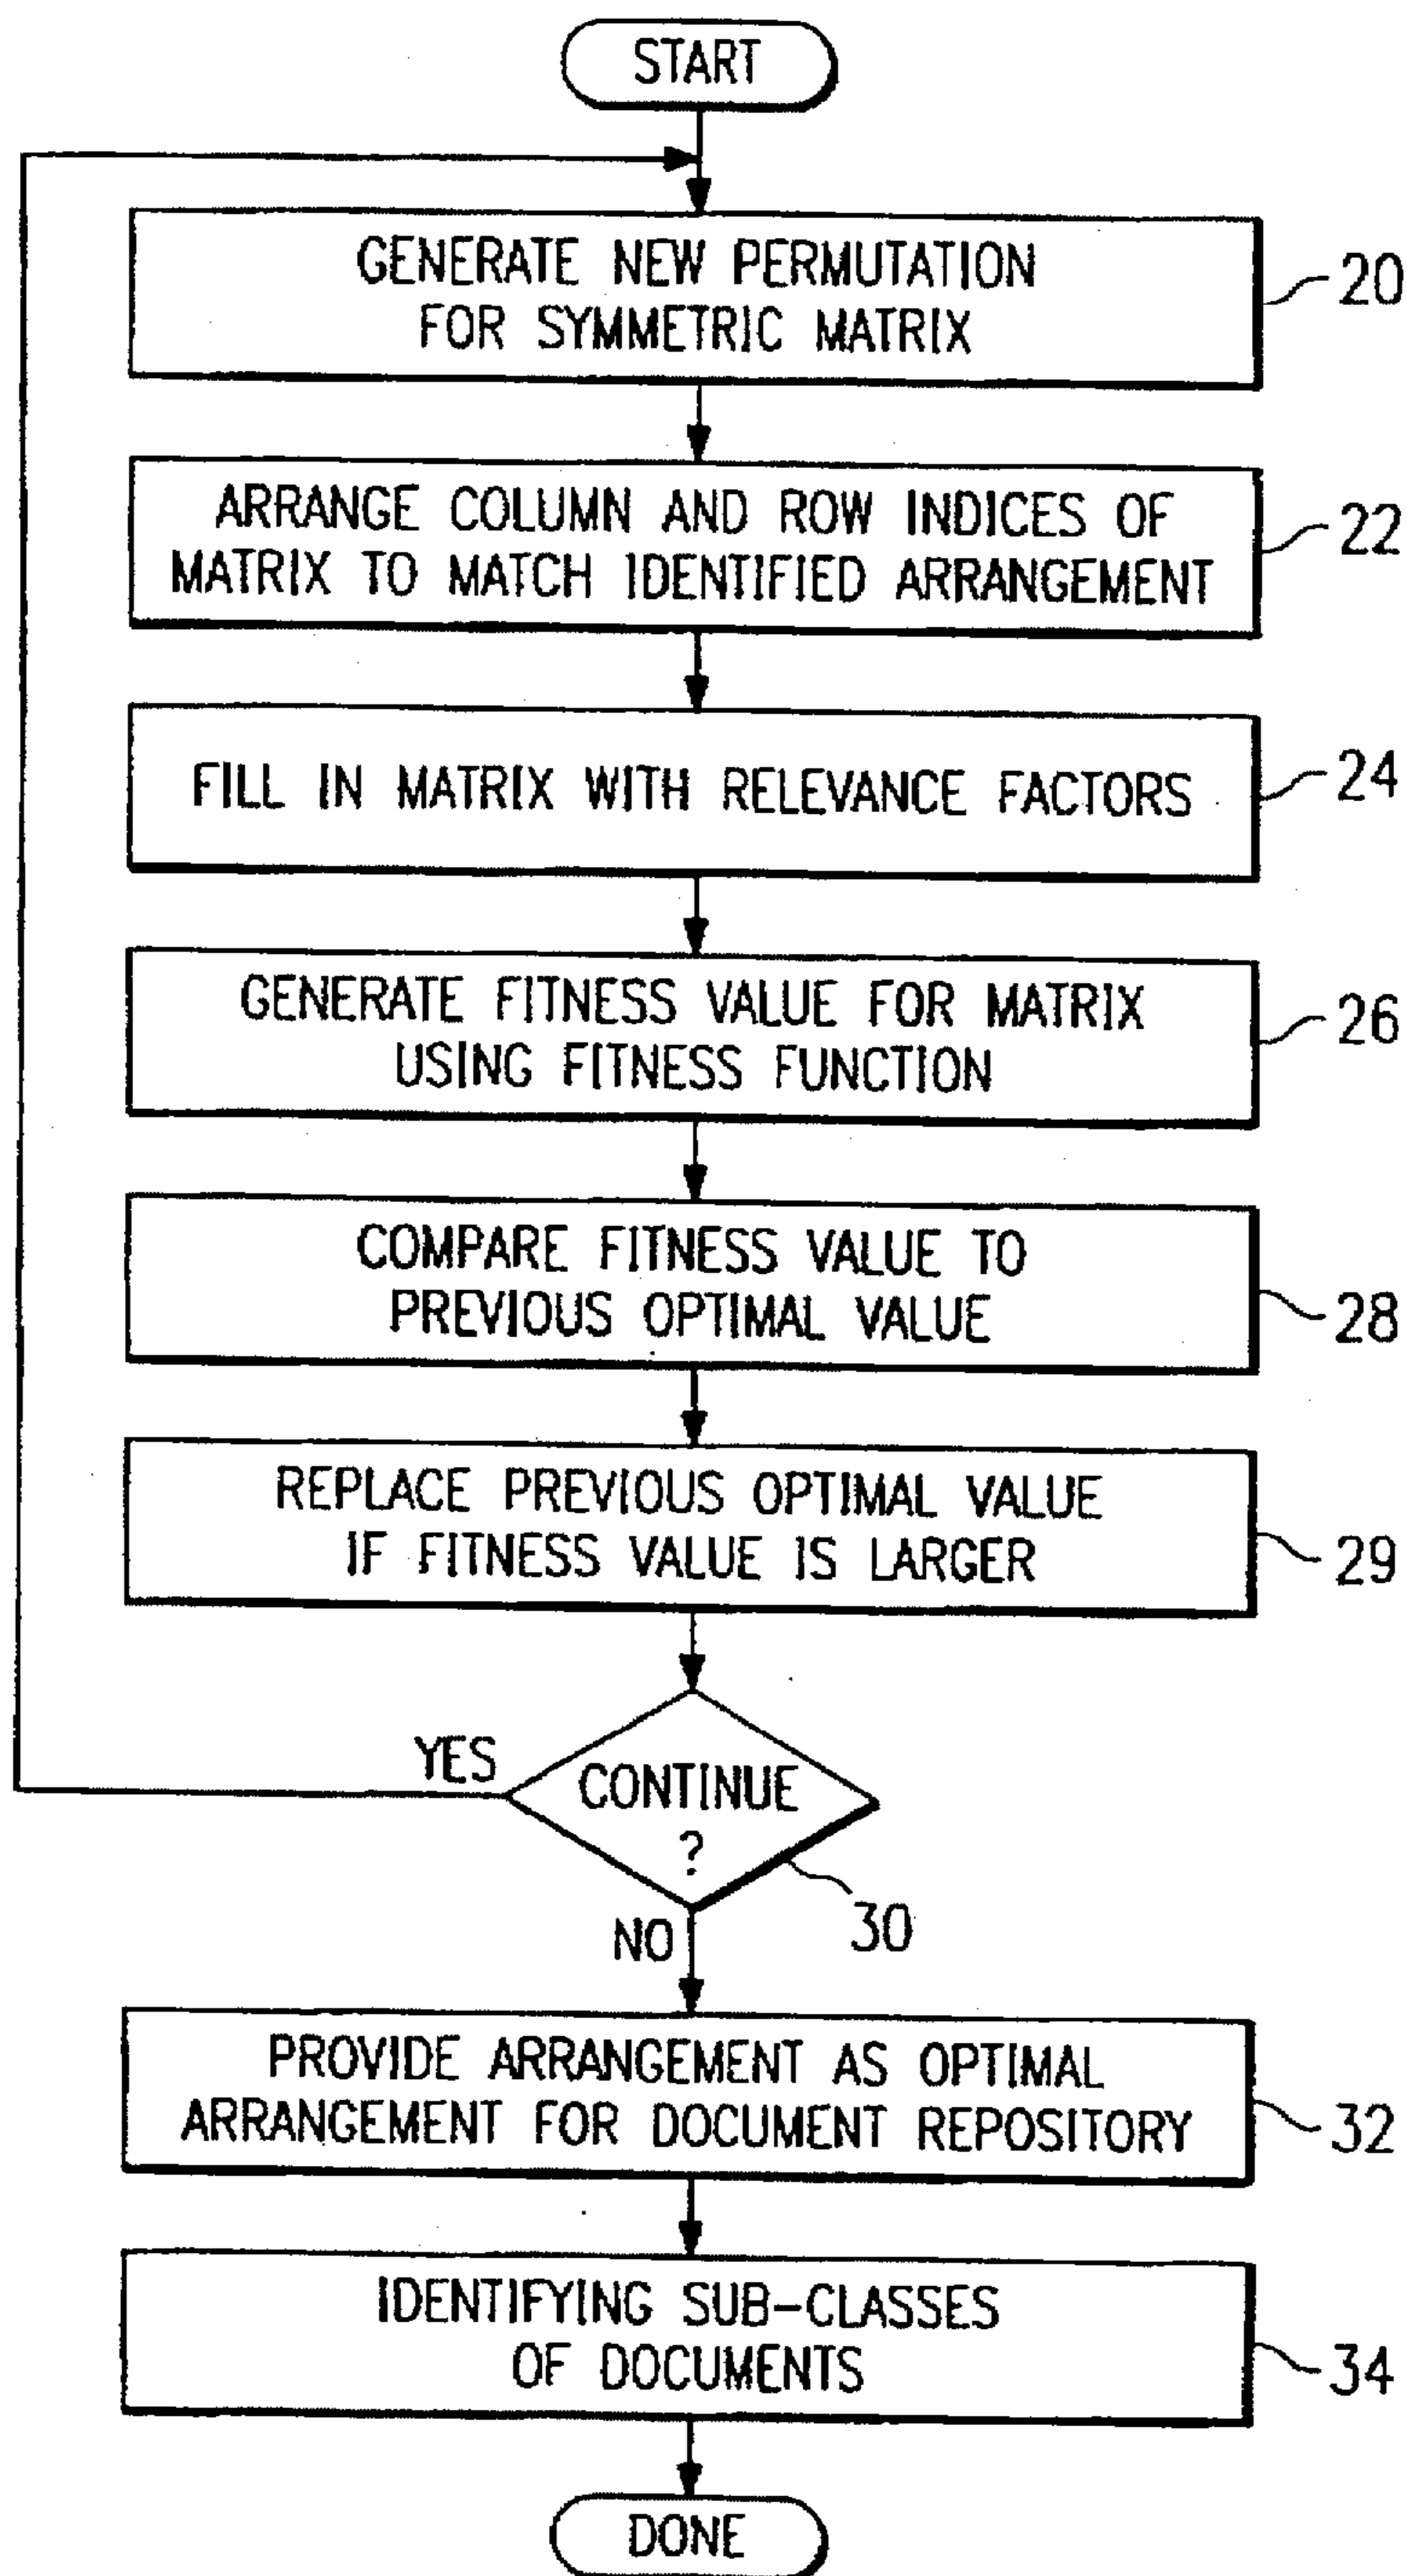 START
GENERATE NEW PERMUTATION
FOR SYMMETRIC MATRIX
20
ARRANGE COLUMN AND ROW INDICES OF
MATRIX TO MATCH IDENTIFIED ARRANGEMENT
22
FILL IN MATRIX WITH RELEVANCE FACTORS
24
GENERATE FITNESS VALUE FOR MATRIX
USING FITNESS FUNCTION
26
COMPARE FITNESS VALUE TO
PREVIOUS OPTIMAL VALUE
28
REPLACE PREVIOUS OPTIMAL VALUE
IF FITNESS VALUE IS LARGER
29
YES
CONTINUE
?
30
NO
PROVIDE ARRANGEMENT AS OPTIMAL
ARRANGEMENT FOR DOCUMENT REPOSITORY
32
IDENTIFYING SUB-CLASSES
OF DOCUMENTS
34
DONE